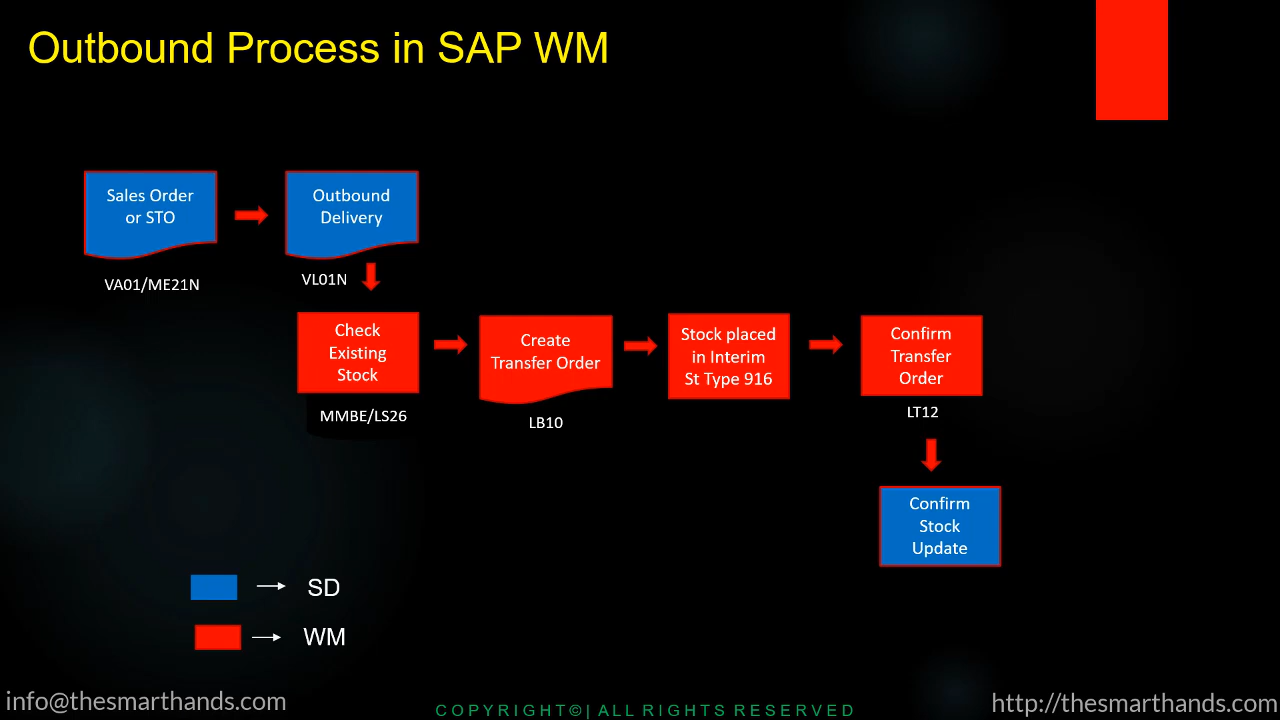 Outbound Process in SAP WM
Sales Order
or STO
Outbound
Delivery
VA01/ME21N
VL01N
Check
Existing
Stock
Create
Transfer Order
Stock placed
in Interim
St Type 916
Confirm
Transfer
Order
MMBE/LS26
LB10
LT12
Confirm
Stock
Update
SD
WM
info@thesmarthands.com
COPYRIGHT©| ALL RIGHTS RESERVED
http://thesmarthands.com